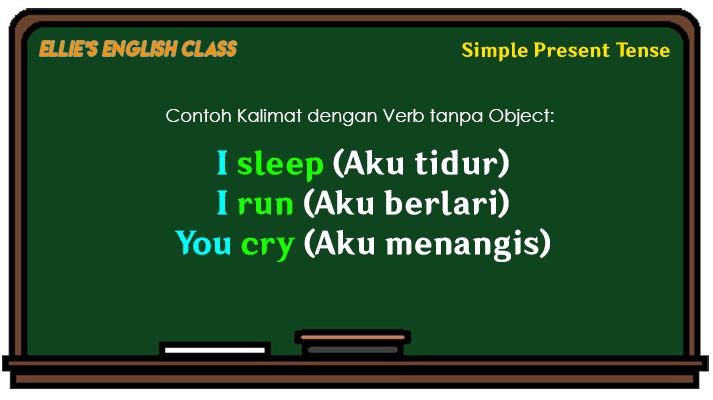 ELLIE'S ENGLISH CLASS
Simple Present Tense
Contoh Kalimat dengan Verb tanpa Object:
I sleep (Aku tidur)
I run (Aku berlari)
You cry (Aku menangis)